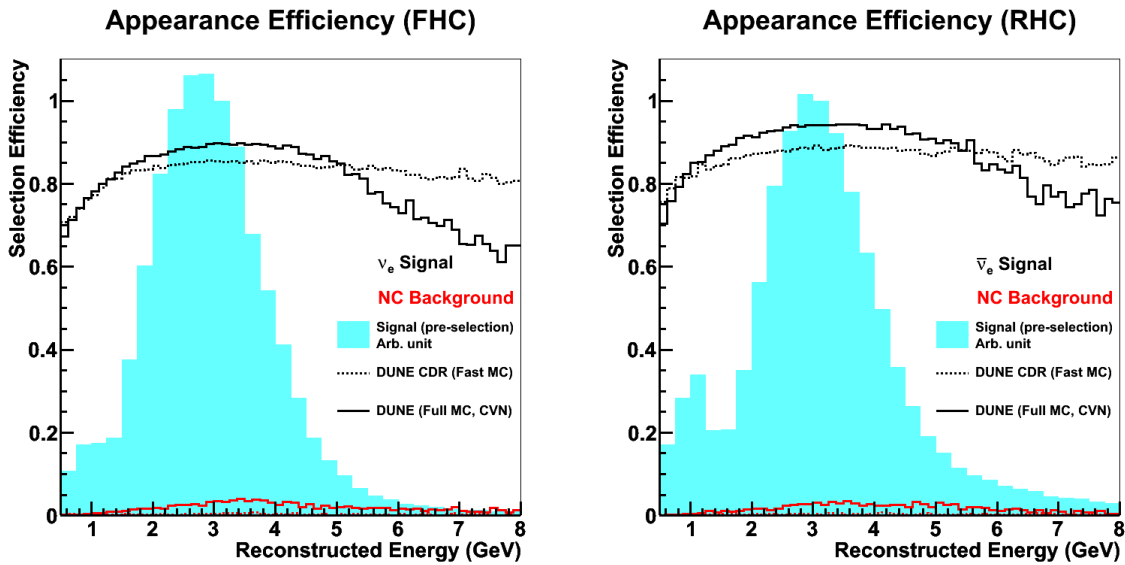 Appearance Efficiency (FHC)
Selection Efficiency
1
0.8
0.6
0.4
0.2
0
νe Signal
NC Background
Signal (pre-selection)
Arb. unit
DUNE CDR (Fast MC)
DUNE (Full MC, CVN)
1 2 3 4 5 6 7 8
Reconstructed Energy (GeV)
Appearance Efficiency (RHC)
Selection Efficiency
1
0.8
0.6
0.4
0.2
0
ν̅e Signal
NC Background
Signal (pre-selection)
Arb. unit
DUNE CDR (Fast MC)
DUNE (Full MC, CVN)
1 2 3 4 5 6 7 8
Reconstructed Energy (GeV)